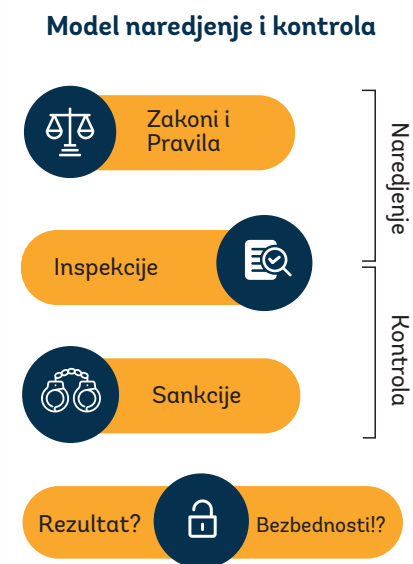 Model naredjenje i kontrola
Zakoni i
Pravila
Naredjenje
Inspekcije
Kontrola
Sankcije
Rezultat?
Bezbednosti!?